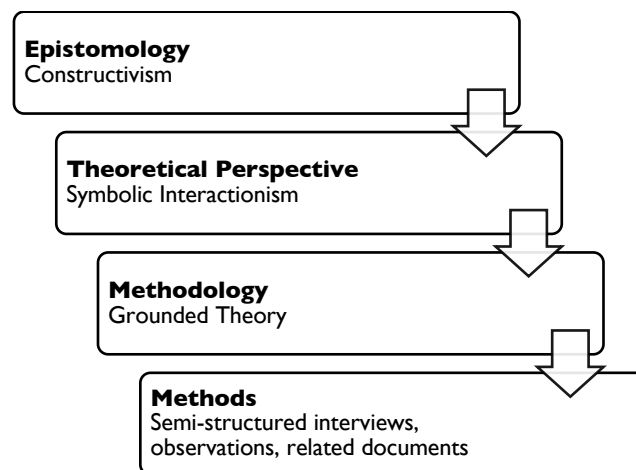 Epistomology
Constructivism
Theoretical Perspective
Symbolic Interactionism
Methodology
Grounded Theory
Methods
Semi-structured interviews,
observations, related documents